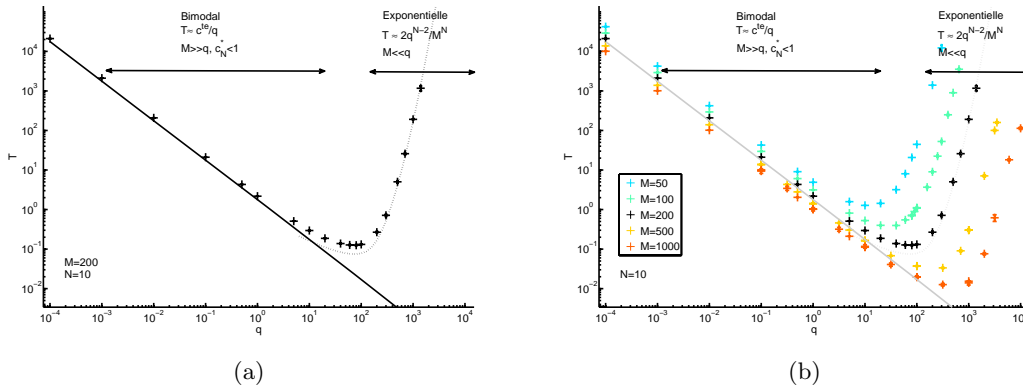 Bimodal
T≈ c^te/q
M>>q, c*_N<1
Exponentielle
T ≈ 2q^N−2/M^N
M<<q
10^4
10^3
10^2
10^1
10^0
10^−1
10^−2
T
M=200
N=10
10^−4
10^−3
10^−2
10^−1
10^0
10^1
10^2
10^3
10^4
q
(a)
Bimodal
T≈ c^te/q
M>>q, c*_N<1
Exponentielle
T ≈ 2q^N−2/M^N
M<<q
10^4
10^3
10^2
10^1
10^0
10^−1
10^−2
T
M=50
M=100
M=200
M=500
M=1000
N=10
10^−4
10^−3
10^−2
10^−1
10^0
10^1
10^2
10^3
10^4
q
(b)